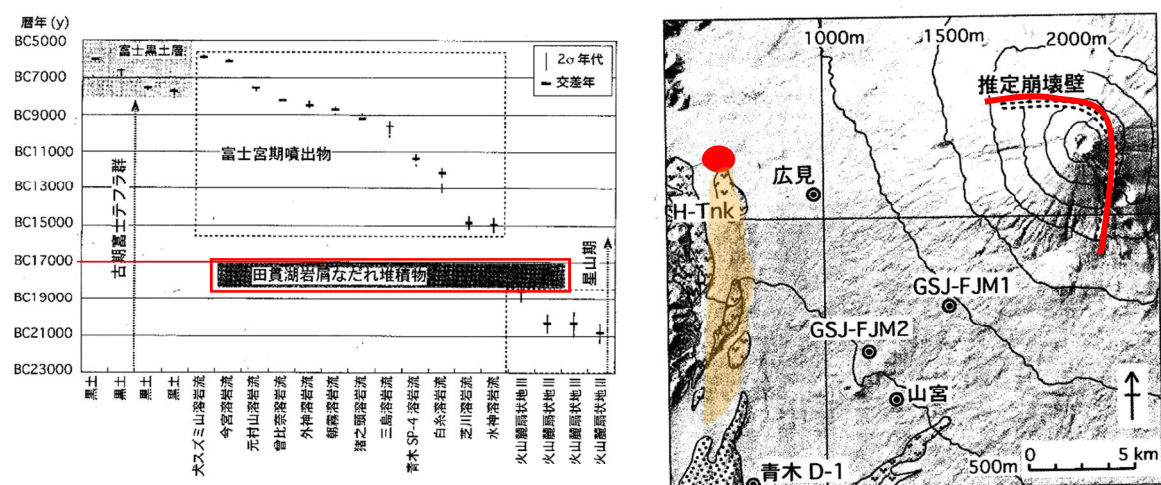 暦年(y)
BC5000
BC7000
BC9000
BC11000
BC13000
BC15000
BC17000
BC19000
BC21000
BC23000
富士黒土層
2σ年代
交差年
富士宮期噴出物
古期富士テフラ群
田貫湖岩屑なだれ堆積物
星山期
黒土
黒土
黒土
黒土
犬スズミ山溶岩流
今宮溶岩流
元村山溶岩流
曾比奈溶岩流
外神溶岩流
朝霧溶岩流
猪之頭溶岩流
三島溶岩流
青木SP-4溶岩流
白糸溶岩流
芝川溶岩流
水神溶岩流
火山麓扇状地III
火山麓扇状地II
火山麓扇状地II
火山麓扇状地II
1000m
1500m
2000m
推定崩壊壁
広見
H-Tnk
GSJ-FJM1
GSJ-FJM2
山宮
青木 D-1
500m
0
5 km